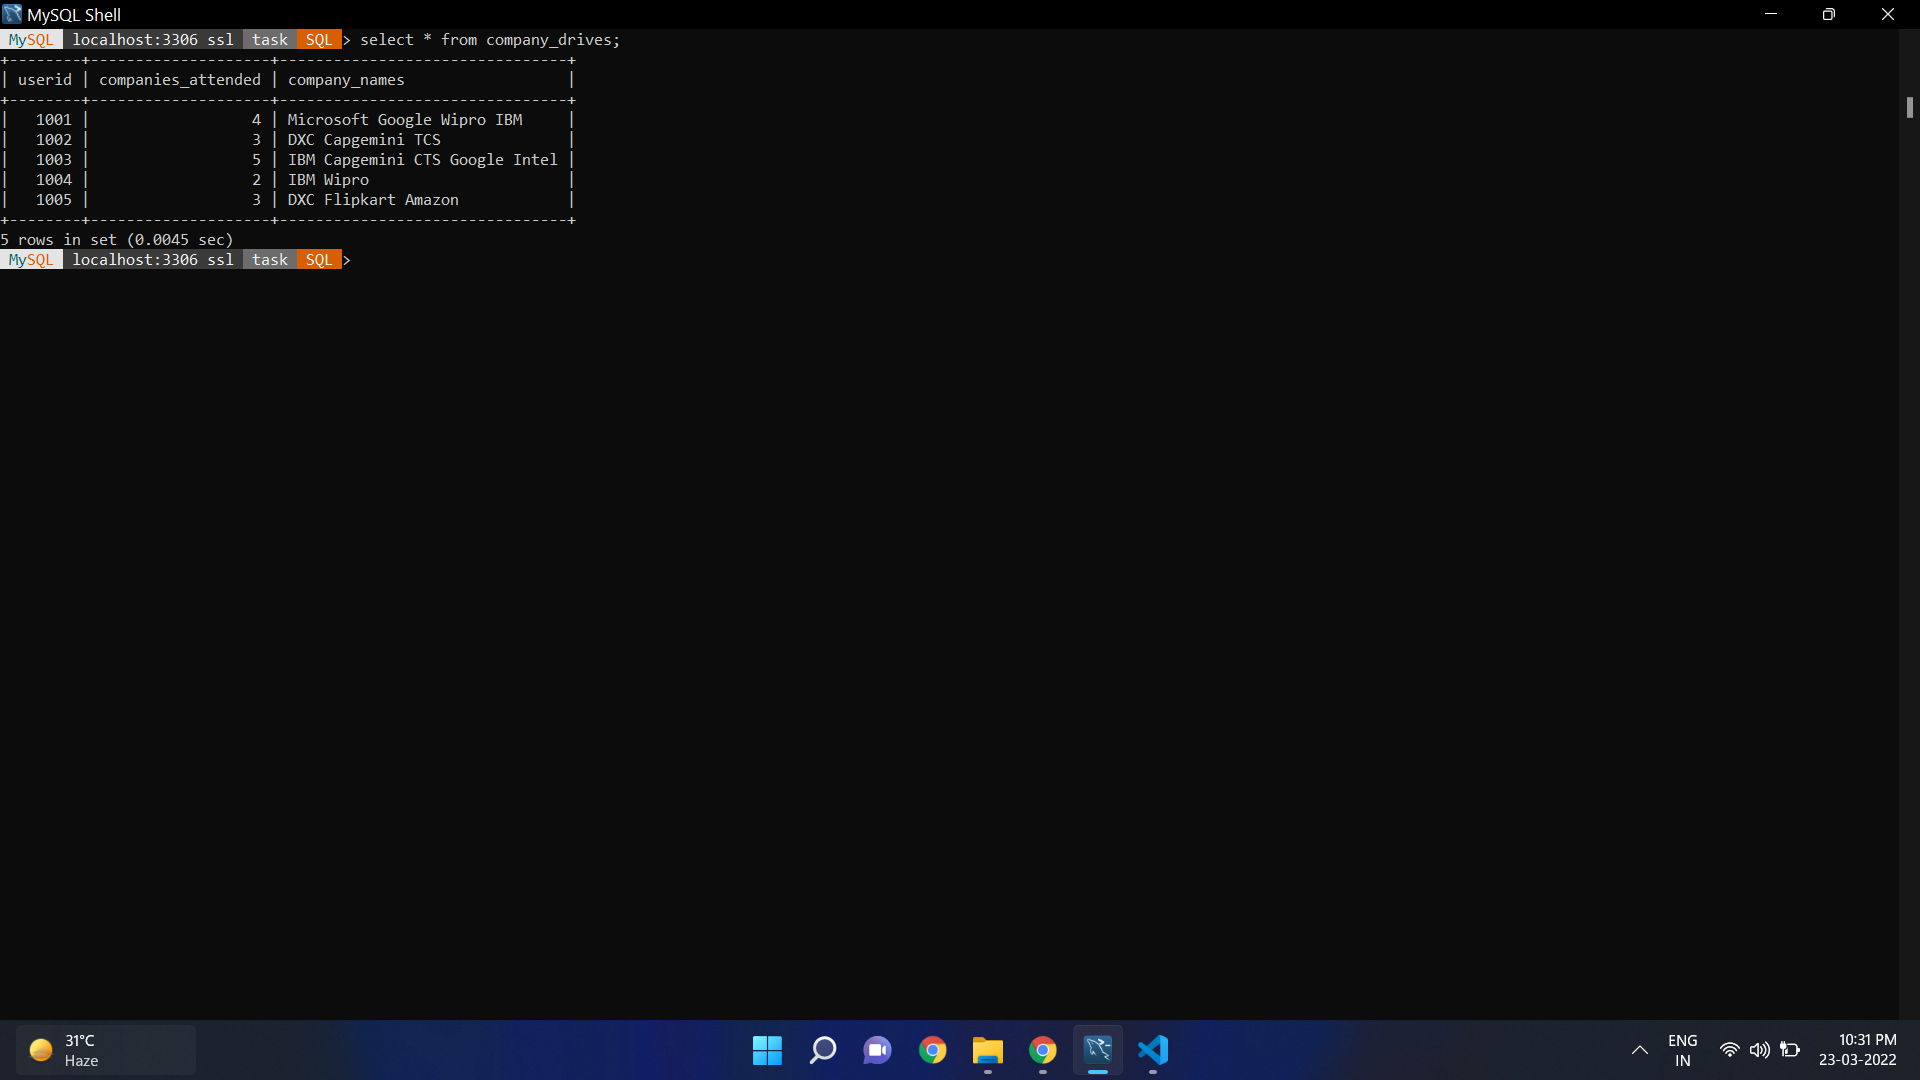 MySQL Shell
MySQL localhost:3306 ssl task SQL > select * from company_drives;
+--------+--------------------+--------------------------------+
| userid | companies_attended | company_names                  |
+--------+--------------------+--------------------------------+
|   1001 |                  4 | Microsoft Google Wipro IBM     |
|   1002 |                  3 | DXC Capgemini TCS              |
|   1003 |                  5 | IBM Capgemini CTS Google Intel |
|   1004 |                  2 | IBM Wipro                      |
|   1005 |                  3 | DXC Flipkart Amazon            |
+--------+--------------------+--------------------------------+
5 rows in set (0.0045 sec)
MySQL localhost:3306 ssl task SQL >
31°C
Haze
ENG
IN
10:31 PM
23-03-2022